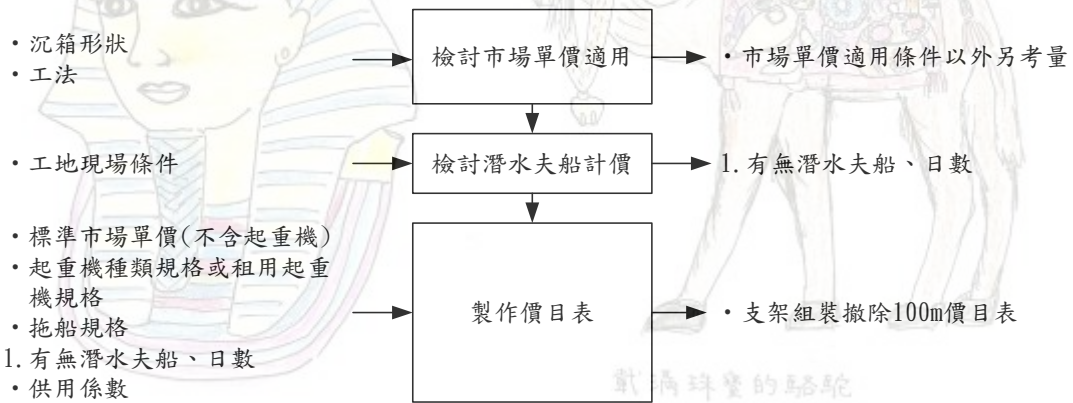 ・沉箱形狀
・工法
檢討市場單價適用
・市場單價適用條件以外另考量
・工地現場條件
檢討潛水夫船計價
1.有無潛水夫船、日數
・標準市場單價(不含起重機)
・起重機種類規格或租用起重
機規格
・拖船規格
1.有無潛水夫船、日數
・供用係數
製作價目表
・支架組裝撤除100m價目表
戴滿珠寶的駱駝